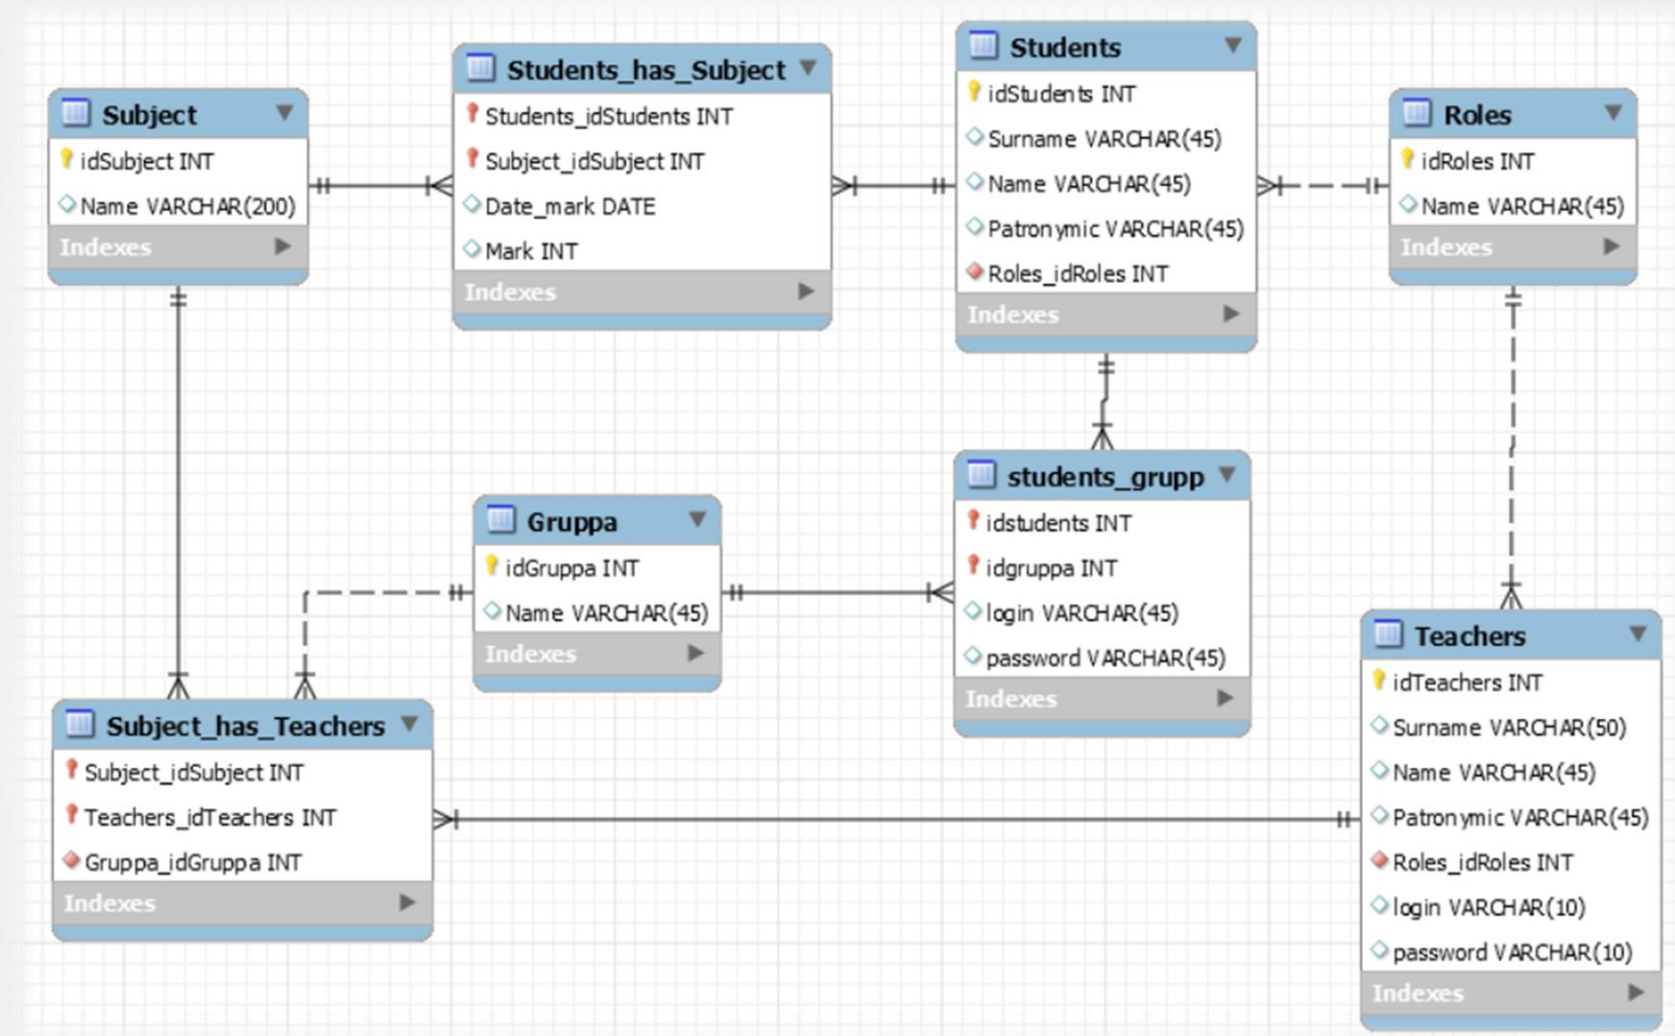 Subject
idSubject INT
Name VARCHAR(200)
Indexes
Students_has_Subject
Students_idStudents INT
Subject_idSubject INT
Date_mark DATE
Mark INT
Indexes
Students
idStudents INT
Surname VARCHAR(45)
Name VARCHAR(45)
Patronymic VARCHAR(45)
Roles_idRoles INT
Indexes
Roles
idRoles INT
Name VARCHAR(45)
Indexes
Gruppa
idGruppa INT
Name VARCHAR(45)
Indexes
students_grupp
idstudents INT
idgruppa INT
login VARCHAR(45)
password VARCHAR(45)
Indexes
Subject_has_Teachers
Subject_idSubject INT
Teachers_idTeachers INT
Gruppa_idGruppa INT
Indexes
Teachers
idTeachers INT
Surname VARCHAR(50)
Name VARCHAR(45)
Patronymic VARCHAR(45)
Roles_idRoles INT
login VARCHAR(10)
password VARCHAR(10)
Indexes